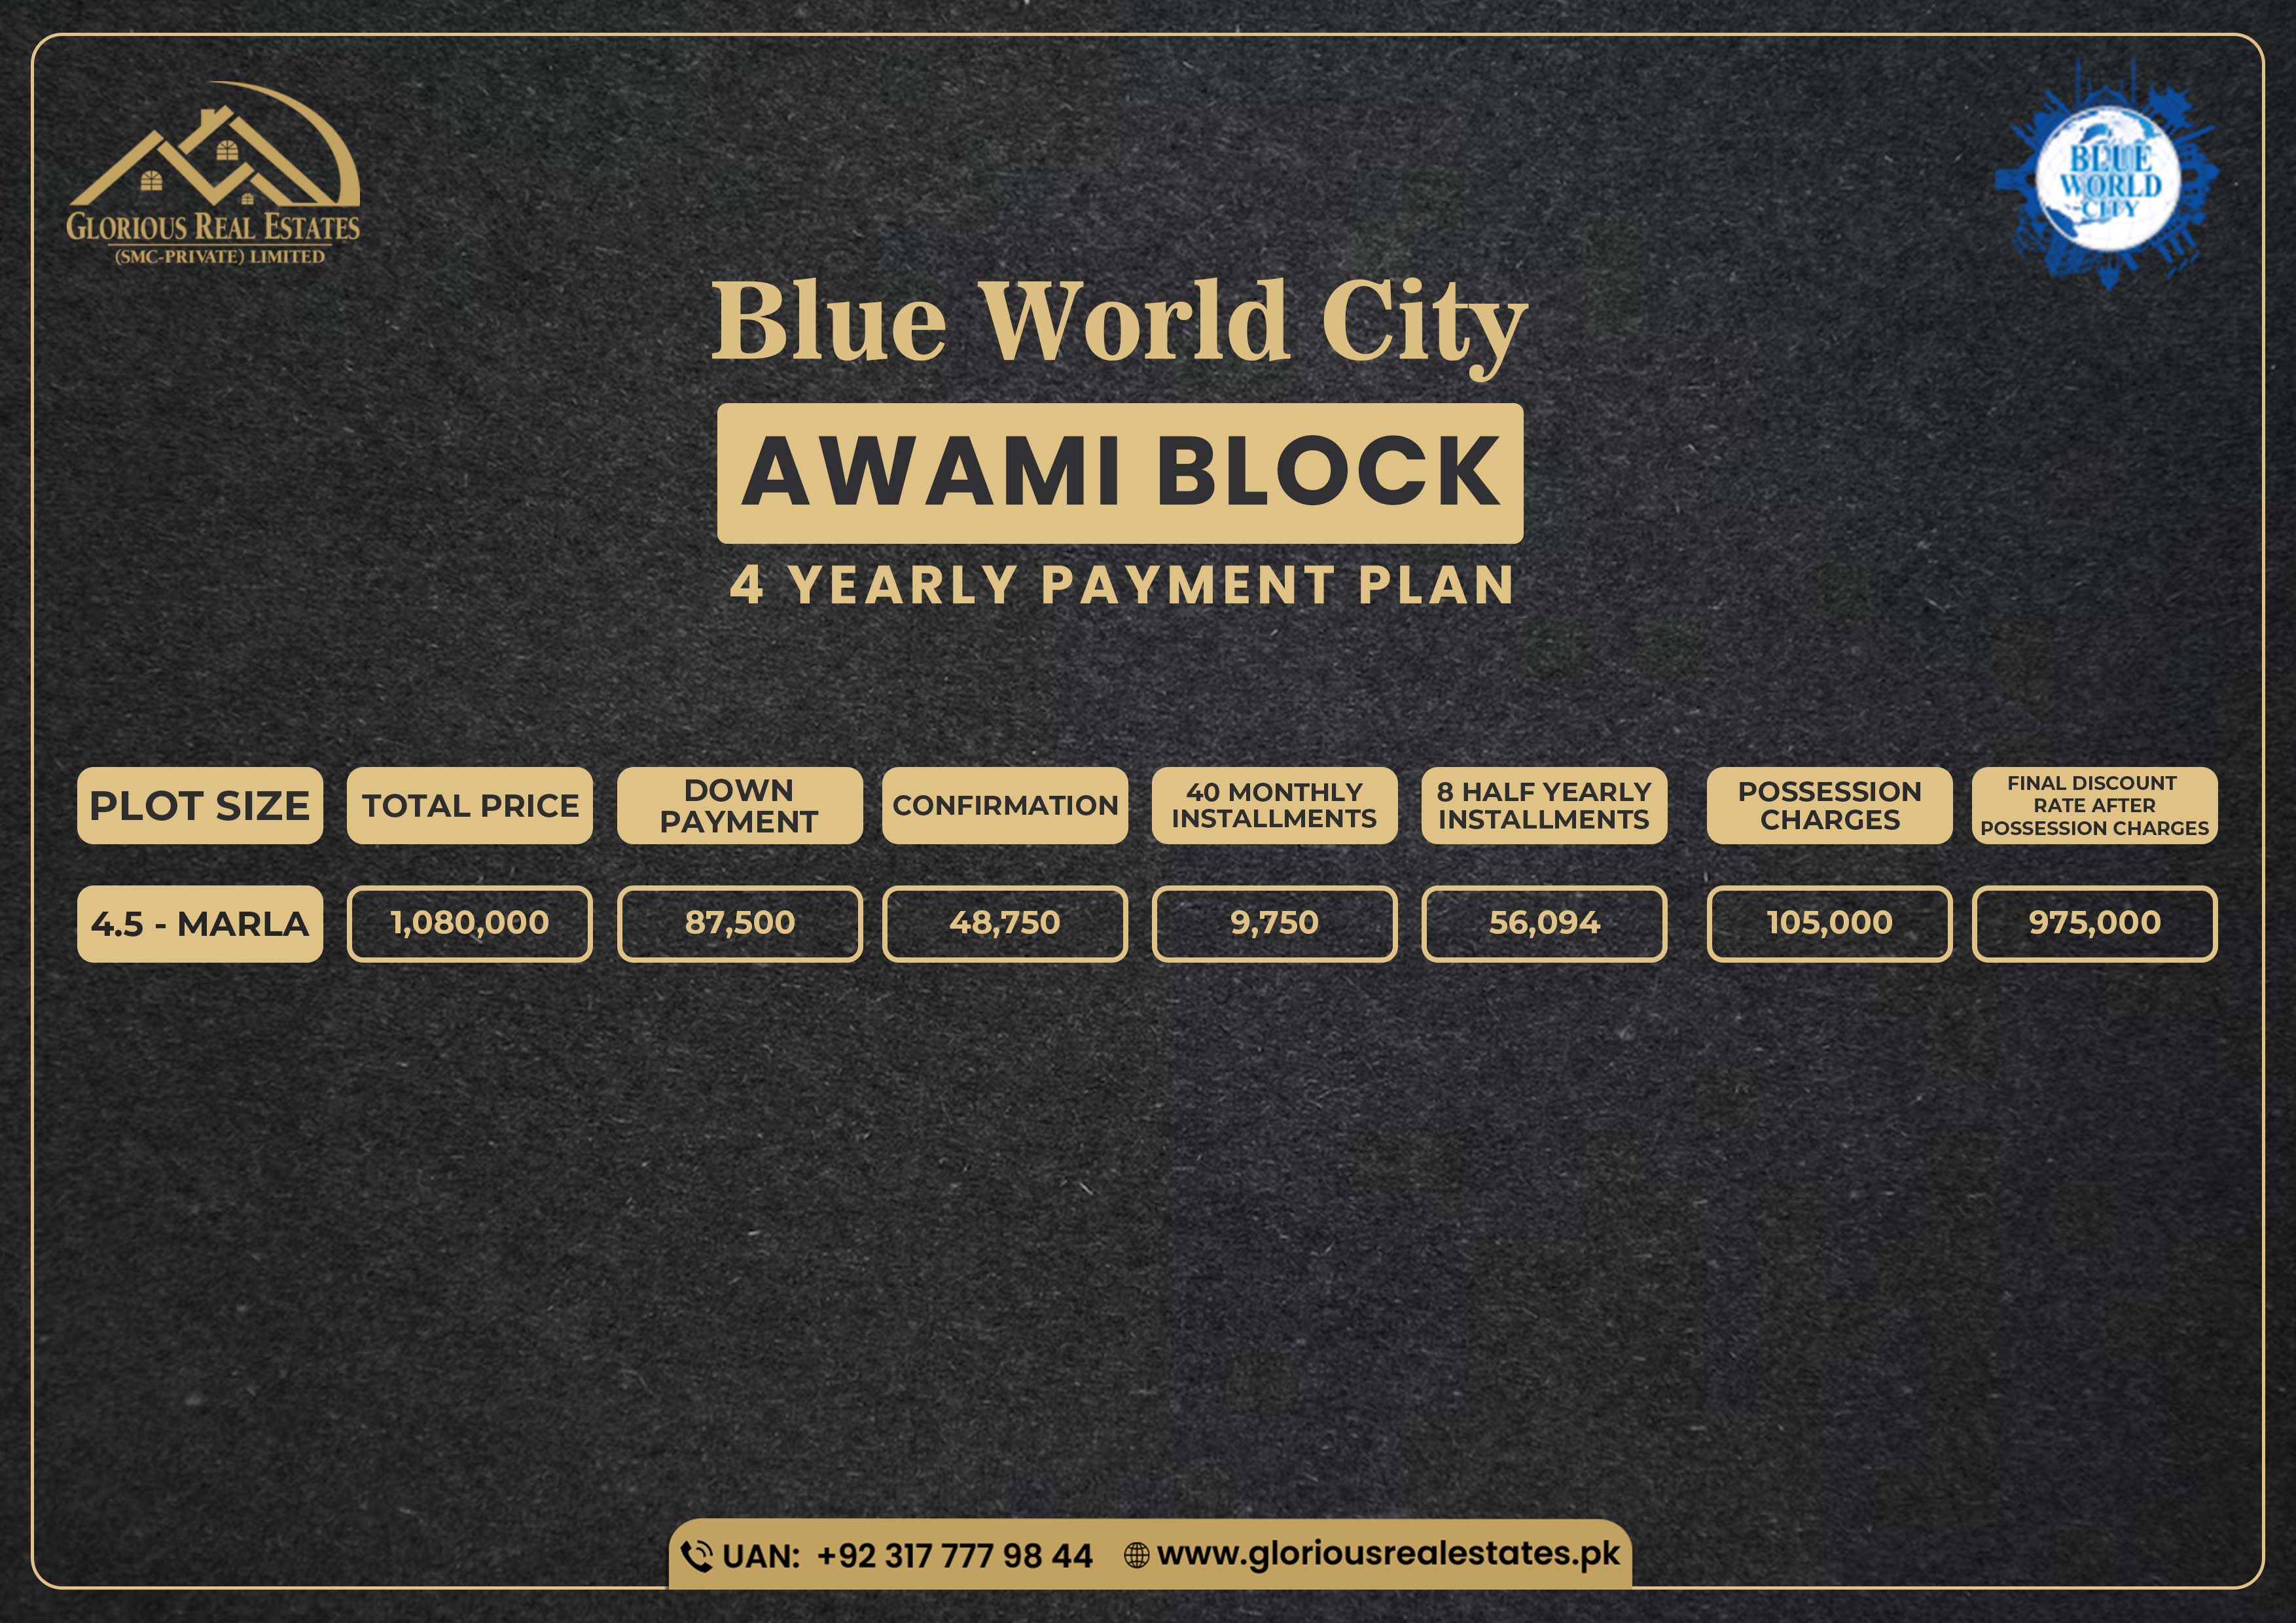 GLORIOUS REAL ESTATES
(SMC-PRIVATE) LIMITED
BLUE
WORLD
CITY
Blue World City
AWAMI BLOCK
4 YEARLY PAYMENT PLAN
PLOT SIZE
TOTAL PRICE
DOWN
PAYMENT
CONFIRMATION
40 MONTHLY
INSTALLMENTS
8 HALF YEARLY
INSTALLMENTS
POSSESSION
CHARGES
FINAL DISCOUNT
RATE AFTER
POSSESSION CHARGES
4.5 - MARLA
1,080,000
87,500
48,750
9,750
56,094
105,000
975,000
UAN: +92 317 777 98 44
www.gloriousrealestates.pk